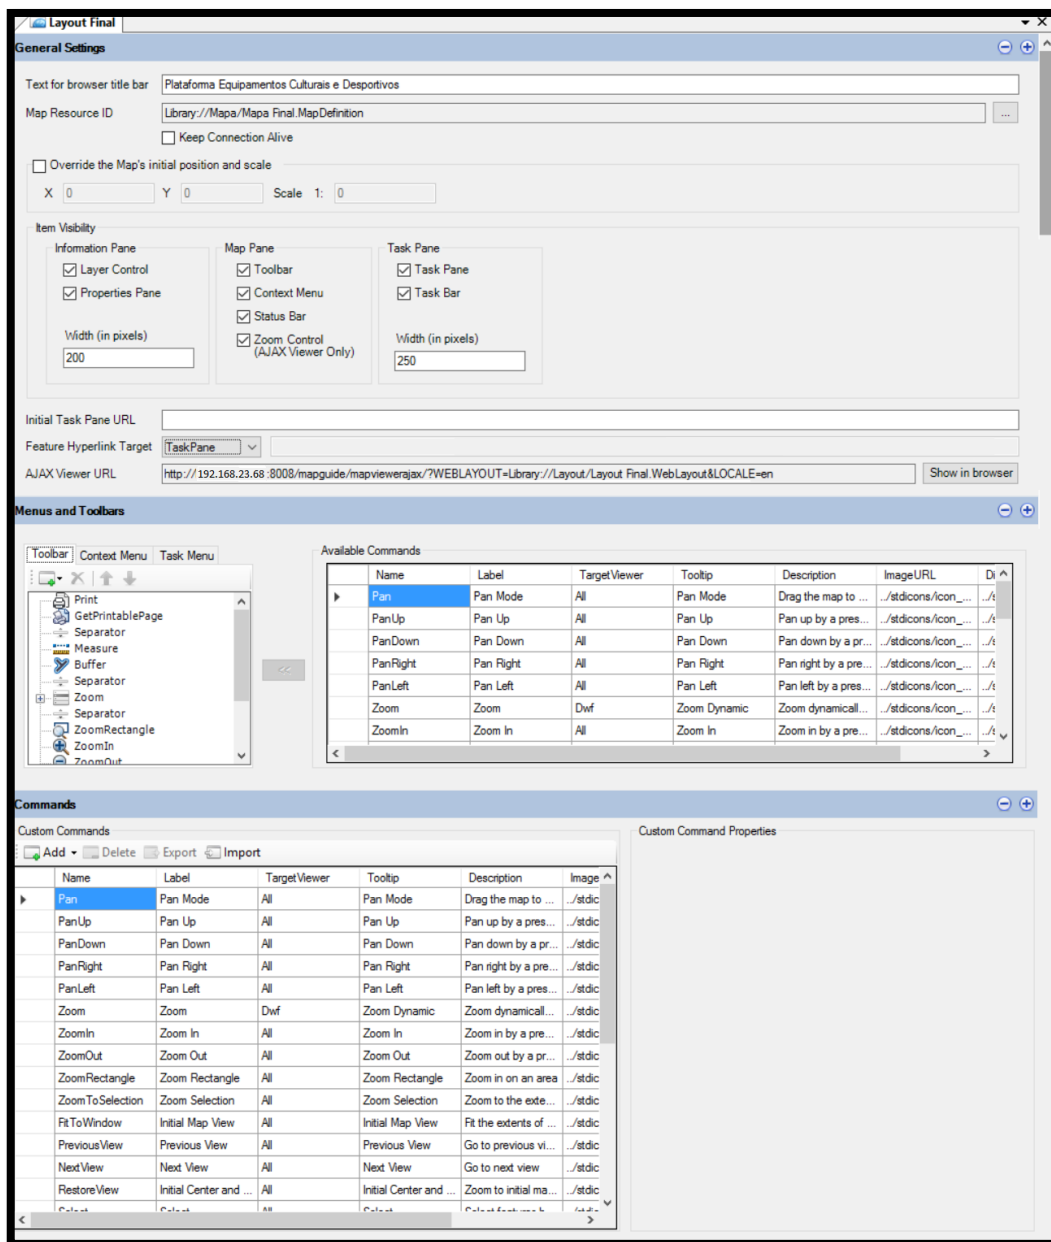 Layout Final
General Settings
Text for browser title bar Plataforma Equipamentos Culturais e Desportivos
Map Resource ID Library://Mapa/Mapa Final.MapDefinition ...
Keep Connection Alive
Override the Map's initial position and scale
X 0 Y 0 Scale 1: 0
Item Visibility
Information Pane Map Pane Task Pane
Layer Control Toolbar Task Pane
Properties Pane Context Menu Task Bar
Status Bar
Width (in pixels) Zoom Control (AJAX Viewer Only) Width (in pixels)
200 250
Initial Task Pane URL
Feature Hyperlink Target TaskPane
AJAX Viewer URL http://192.168.23.68:8008/mapguide/mapviewerajax/?WEBLAYOUT=Library://Layout/Layout Final.WebLayout&LOCALE=en Show in browser
Menus and Toolbars
Toolbar Context Menu Task Menu
Print
GetPrintablePage
Separator
Measure
Buffer
Separator
Zoom
Separator
ZoomRectangle
ZoomIn
ZoomOut
<<
Available Commands
Name Label TargetViewer Tooltip Description ImageURL Di
Pan Pan Mode All Pan Mode Drag the map to ... ../stdicons/icon_... ../s
PanUp Pan Up All Pan Up Pan up by a pres... ../stdicons/icon_... ../s
PanDown Pan Down All Pan Down Pan down by a pr... ../stdicons/icon_... ../s
PanRight Pan Right All Pan Right Pan right by a pre... ../stdicons/icon_... ../s
PanLeft Pan Left All Pan Left Pan left by a pres... ../stdicons/icon_... ../s
Zoom Zoom Dwf Zoom Dynamic Zoom dynamicall... ../stdicons/icon_... ../s
ZoomIn Zoom In All Zoom In Zoom in by a pre... ../stdicons/icon_... ../s
Commands
Custom Commands
Add Delete Export Import
Name Label TargetViewer Tooltip Description Image
Pan Pan Mode All Pan Mode Drag the map to ... ../stdic
PanUp Pan Up All Pan Up Pan up by a pres... ../stdic
PanDown Pan Down All Pan Down Pan down by a pr... ../stdic
PanRight Pan Right All Pan Right Pan right by a pre... ../stdic
PanLeft Pan Left All Pan Left Pan left by a pres... ../stdic
Zoom Zoom Dwf Zoom Dynamic Zoom dynamicall... ../stdic
ZoomIn Zoom In All Zoom In Zoom in by a pre... ../stdic
ZoomOut Zoom Out All Zoom Out Zoom out by a pr... ../stdic
ZoomRectangle Zoom Rectangle All Zoom Rectangle Zoom in on an area ../stdic
ZoomToSelection Zoom Selection All Zoom Selection Zoom to the exte... ../stdic
FitToWindow Initial Map View All Initial Map View Fit the extents of ... ../stdic
PreviousView Previous View All Previous View Go to previous vi... ../stdic
NextView Next View All Next View Go to next view ../stdic
RestoreView Initial Center and ... All Initial Center and ... Zoom to initial ma... ../stdic
Select Select All Select
Custom Command Properties